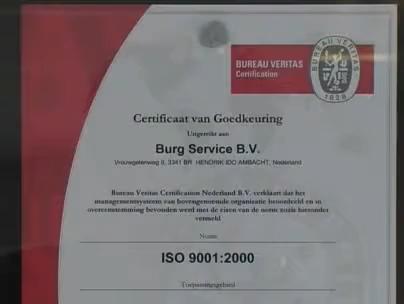 BUREAU VERITAS
Certification
BUREAU VERITAS
1828
Certificaat van Goedkeuring
Uitgereikt aan
Burg Service B.V.
Vrouwgelenweg 9, 3341 BR HENDRIK IDO AMBACHT, Nederland
Bureau Veritas Certification Nederland B.V. verklaart dat het
managementsysteem van bovengenoemde organisatie beoordeeld en in
overeenstemming bevonden werd met de eisen van de norm zoals hieronder
vermeld
Norm
ISO 9001:2000
Toepassingsgebied